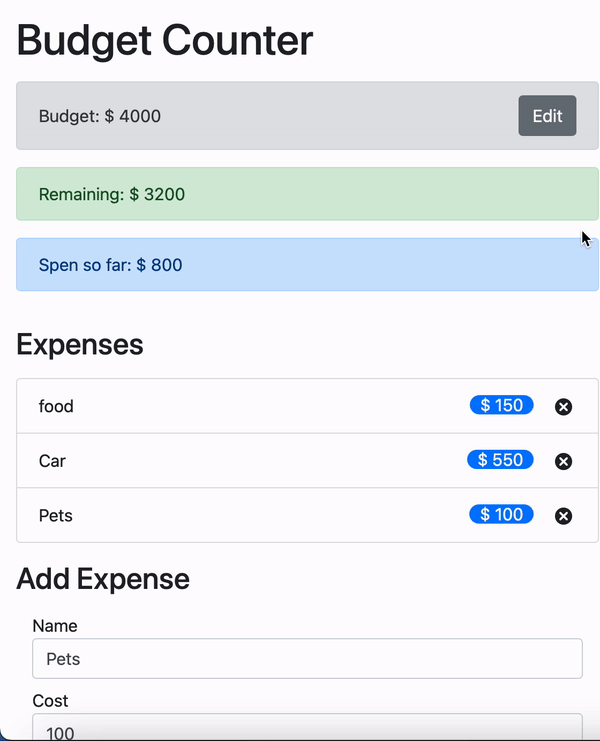 Budget Counter
Budget: $ 4000 Edit
Remaining: $ 3200
Spen so far: $ 800
Expenses
food $ 150
Car $ 550
Pets $ 100
Add Expense
Name
Pets
Cost
100